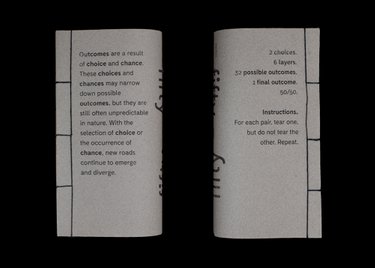 Outcomes are a result
of choice and chance.
These choices and
chances may narrow
down possible
outcomes, but they are
still often unpredictable
in nature. With the
selection of choice or
the occurrence of
chance, new roads
continue to emerge
and diverge.
2 choices.
6 layers.
32 possible outcomes.
1 final outcome.
50/50.
Instructions.
For each pair, tear one,
but do not tear the
other. Repeat.